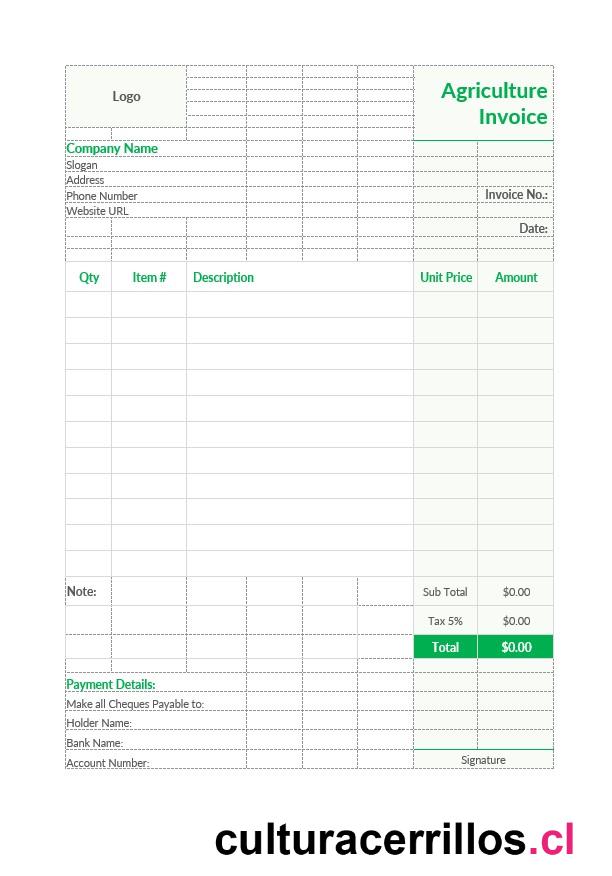 Logo
Agriculture
Invoice
Company Name
Slogan
Address
Phone Number
Invoice No.:
Website URL
Date:
Qty Item # Description Unit Price Amount
Note: Sub Total $0.00
Tax 5% $0.00
Total $0.00
Payment Details:
Make all Cheques Payable to:
Holder Name:
Bank Name:
Account Number: Signature
culturacerrillos.cl